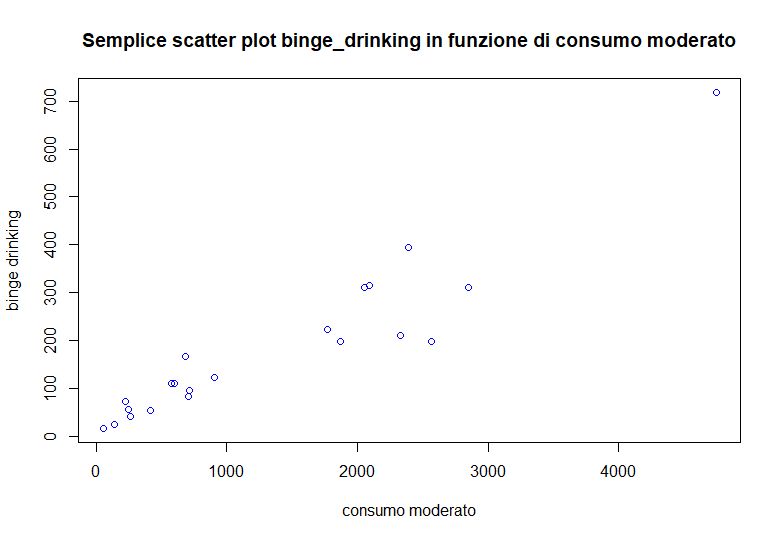 Semplice scatter plot binge_drinking in funzione di consumo moderato
700
600
500
400
300
200
100
0
binge drinking
0 1000 2000 3000 4000
consumo moderato